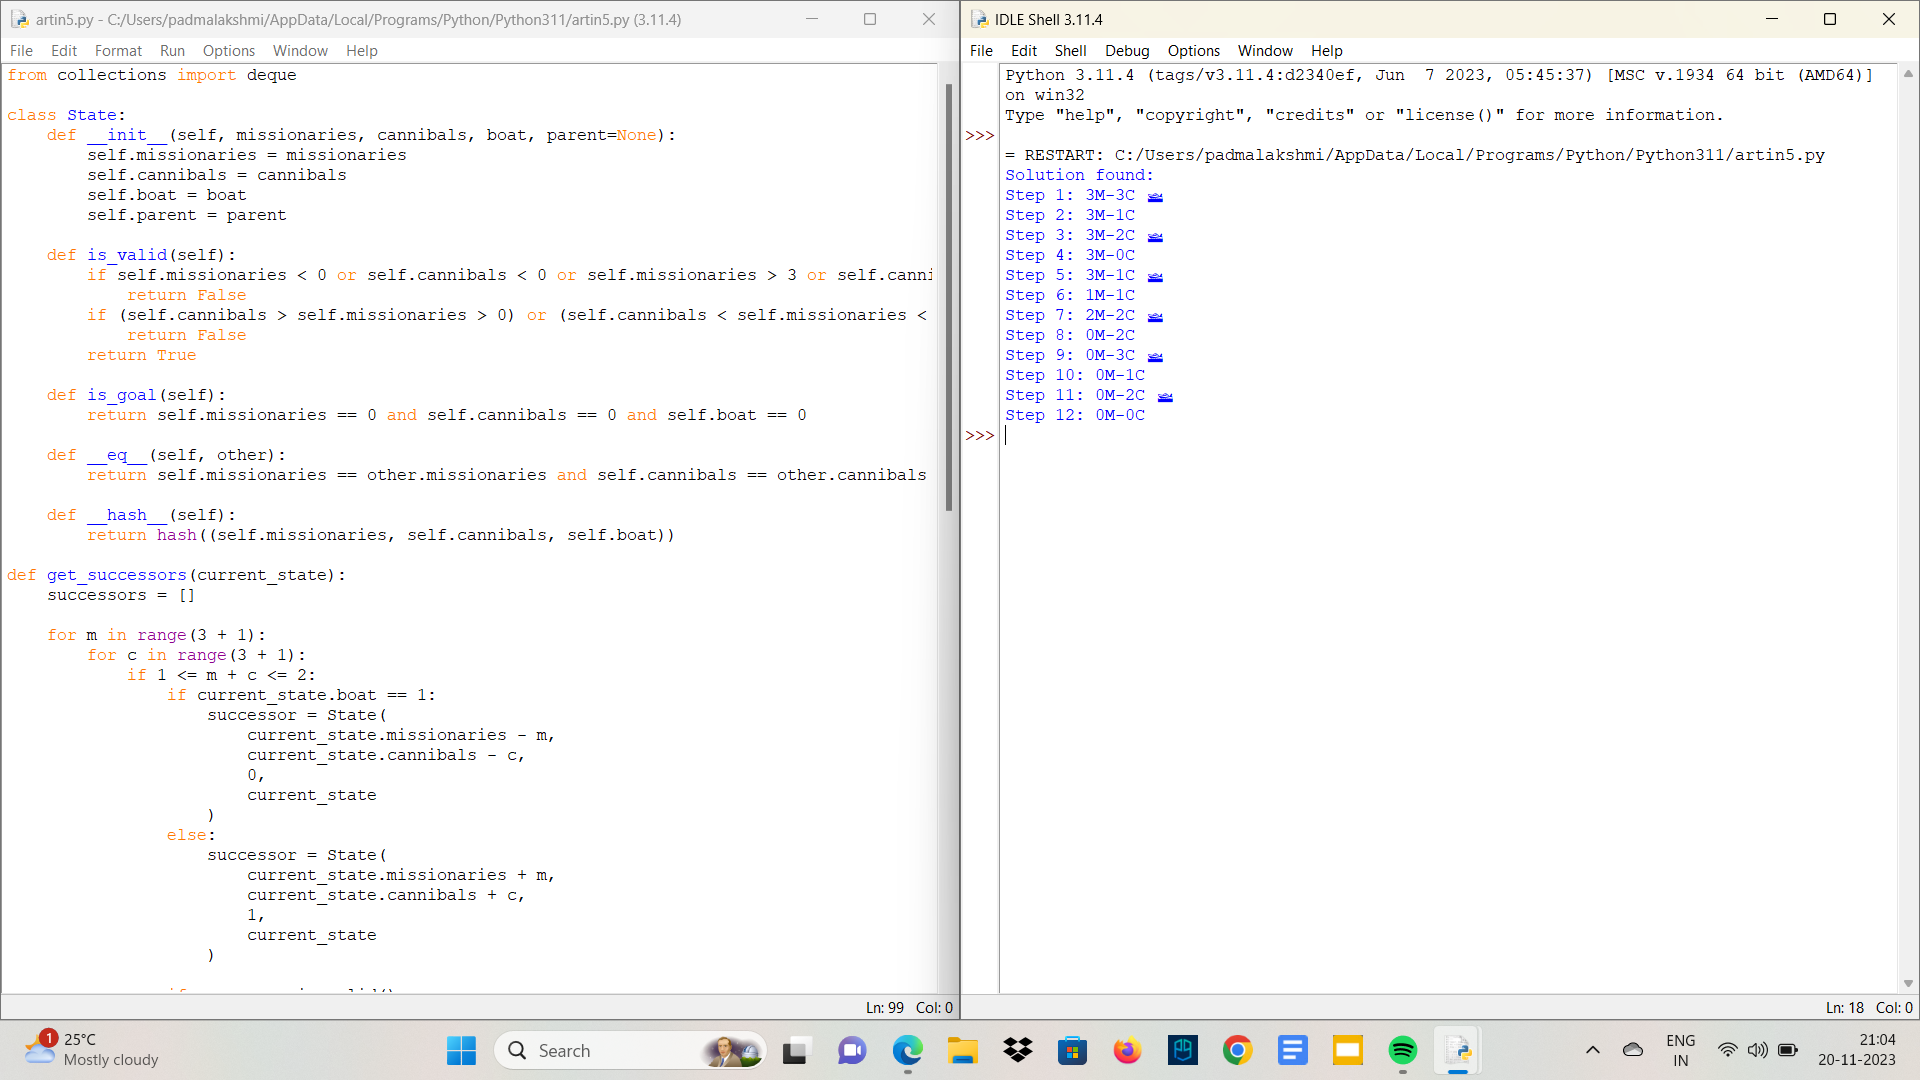 artin5.py - C:/Users/padmalakshmi/AppData/Local/Programs/Python/Python311/artin5.py (3.11.4)
File Edit Format Run Options Window Help
from collections import deque
class State:
    def __init__(self, missionaries, cannibals, boat, parent=None):
        self.missionaries = missionaries
        self.cannibals = cannibals
        self.boat = boat
        self.parent = parent
    def is_valid(self):
        if self.missionaries < 0 or self.cannibals < 0 or self.missionaries > 3 or self.canni
            return False
        if (self.cannibals > self.missionaries > 0) or (self.cannibals < self.missionaries <
            return False
        return True
    def is_goal(self):
        return self.missionaries == 0 and self.cannibals == 0 and self.boat == 0
    def __eq__(self, other):
        return self.missionaries == other.missionaries and self.cannibals == other.cannibals
    def __hash__(self):
        return hash((self.missionaries, self.cannibals, self.boat))
def get_successors(current_state):
    successors = []
    for m in range(3 + 1):
        for c in range(3 + 1):
            if 1 <= m + c <= 2:
                if current_state.boat == 1:
                    successor = State(
                        current_state.missionaries - m,
                        current_state.cannibals - c,
                        0,
                        current_state
                    )
                else:
                    successor = State(
                        current_state.missionaries + m,
                        current_state.cannibals + c,
                        1,
                        current_state
                    )
Ln: 99 Col: 0
IDLE Shell 3.11.4
File Edit Shell Debug Options Window Help
Python 3.11.4 (tags/v3.11.4:d2340ef, Jun  7 2023, 05:45:37) [MSC v.1934 64 bit (AMD64)]
on win32
Type "help", "copyright", "credits" or "license()" for more information.
>>>
= RESTART: C:/Users/padmalakshmi/AppData/Local/Programs/Python/Python311/artin5.py
Solution found:
Step 1: 3M-3C 🛶
Step 2: 3M-1C
Step 3: 3M-2C 🛶
Step 4: 3M-0C
Step 5: 3M-1C 🛶
Step 6: 1M-1C
Step 7: 2M-2C 🛶
Step 8: 0M-2C
Step 9: 0M-3C 🛶
Step 10: 0M-1C
Step 11: 0M-2C 🛶
Step 12: 0M-0C
>>>
Ln: 18 Col: 0
1
25°C
Mostly cloudy
Search
ENG
IN
21:04
20-11-2023